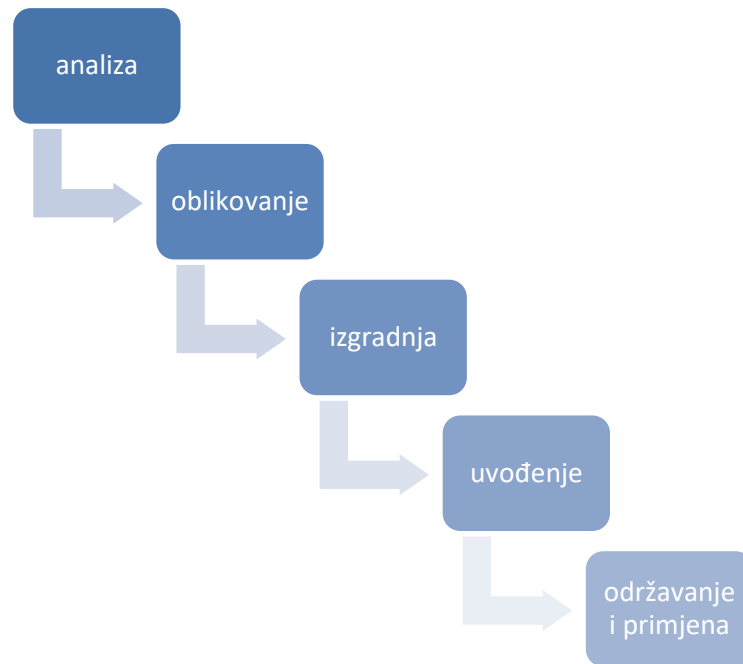 analiza
oblikovanje
izgradnja
uvođenje
održavanje
i primjena